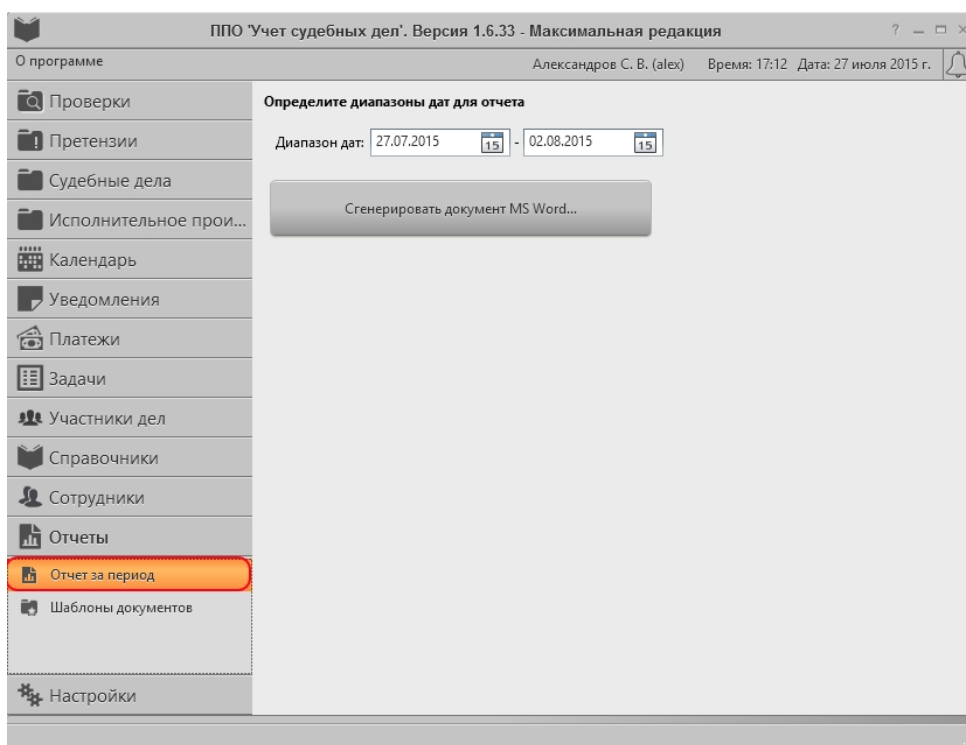 ППО 'Учет судебных дел'. Версия 1.6.33 - Максимальная редакция
О программе
Александров С. В. (alex) Время: 17:12 Дата: 27 июля 2015 г.
Проверки
Определите диапазоны дат для отчета
Претензии
Диапазон дат: 27.07.2015 15 - 02.08.2015 15
Судебные дела
Сгенерировать документ MS Word...
Исполнительное прои...
Календарь
Уведомления
Платежи
Задачи
Участники дел
Справочники
Сотрудники
Отчеты
Отчет за период
Шаблоны документов
Настройки